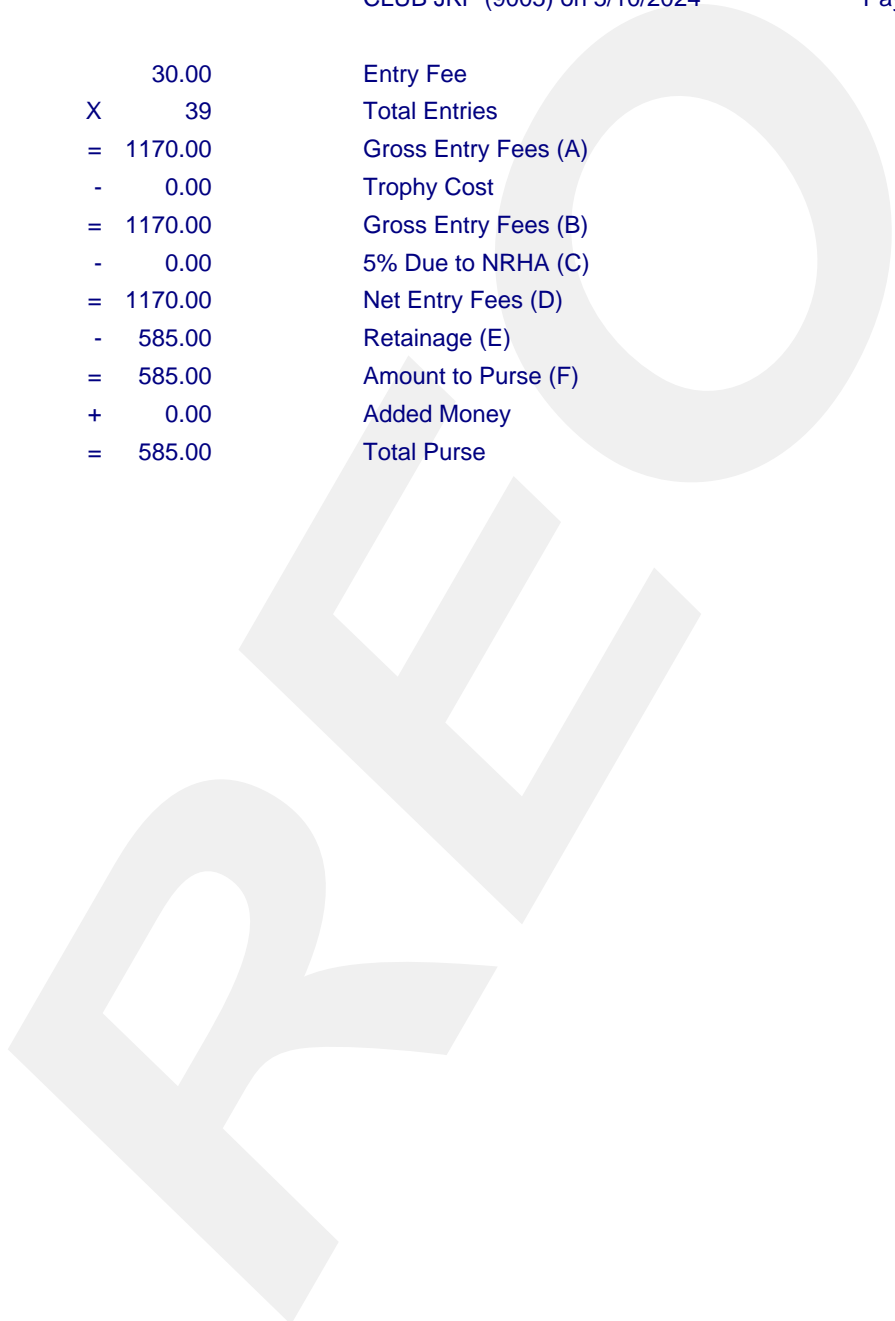 30.00 Entry Fee
X 39 Total Entries
= 1170.00 Gross Entry Fees (A)
- 0.00 Trophy Cost
= 1170.00 Gross Entry Fees (B)
- 0.00 5% Due to NRHA (C)
= 1170.00 Net Entry Fees (D)
- 585.00 Retainage (E)
= 585.00 Amount to Purse (F)
+ 0.00 Added Money
= 585.00 Total Purse
REO